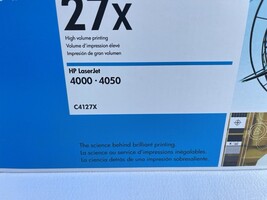 27x
High volume printing
Volume d'impression élevé
Impresión de gran volumen
HP LaserJet
4000 · 4050
C4127X
The science behind brilliant printing.
La science au service d'impressions inégalables.
La ciencia detrás de una impresión sobresaliente.